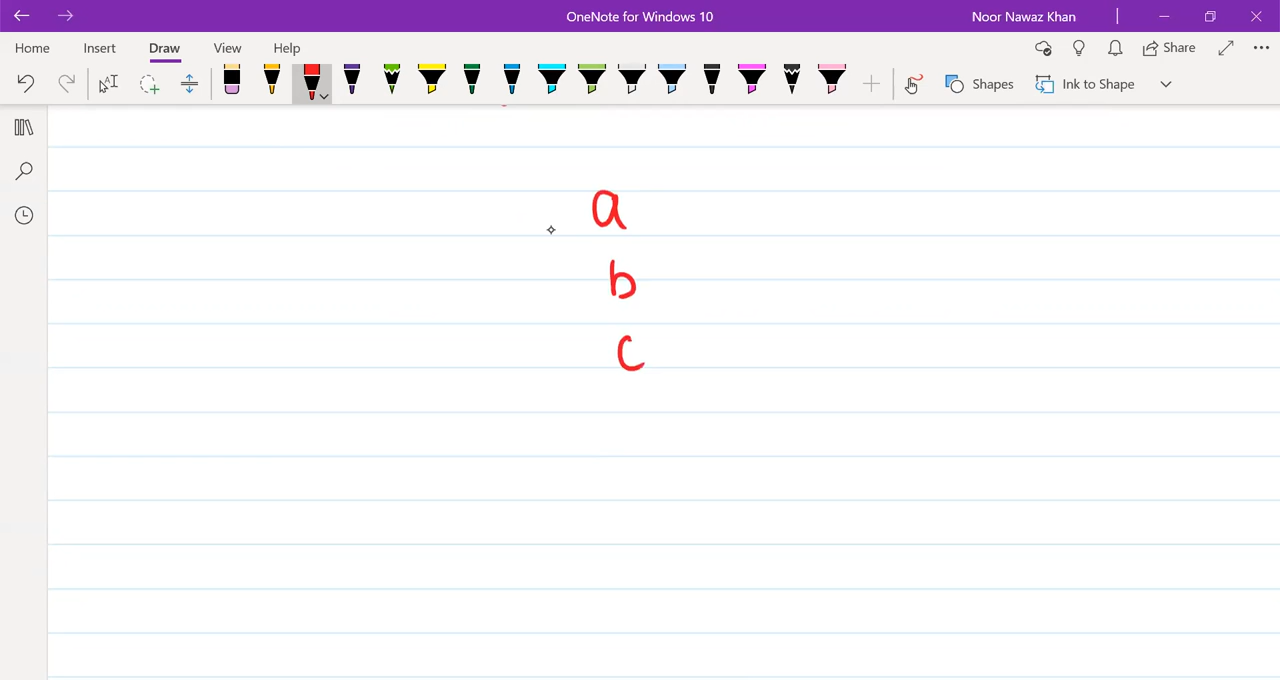 OneNote for Windows 10
Noor Nawaz Khan
Home Insert Draw View Help
Share
Shapes Ink to Shape
a
b
c